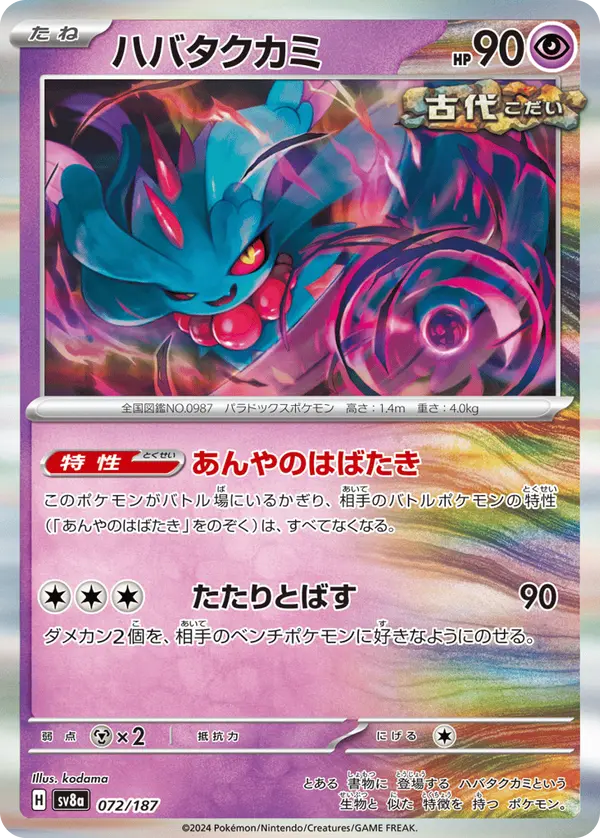 たね ハバタクカミ HP90
古代 こだい
全国図鑑NO.0987 パラドックスポケモン 高さ:1.4m 重さ:4.0kg
特性 とくせい あんやのはばたき
このポケモンがバトル場にいるかぎり、相手のバトルポケモンの特性
(「あんやのはばたき」をのぞく)は、すべてなくなる。
たたりとばす 90
ダメカン2個を、相手のベンチポケモンに好きなようにのせる。
弱点 ×2 抵抗力 にげる
Illus. kodama
とある 書物に 登場する ハバタクカミという
生物と 似た 特徴を 持つ ポケモン。
H sv8a 072/187
©2024 Pokémon/Nintendo/Creatures/GAME FREAK.